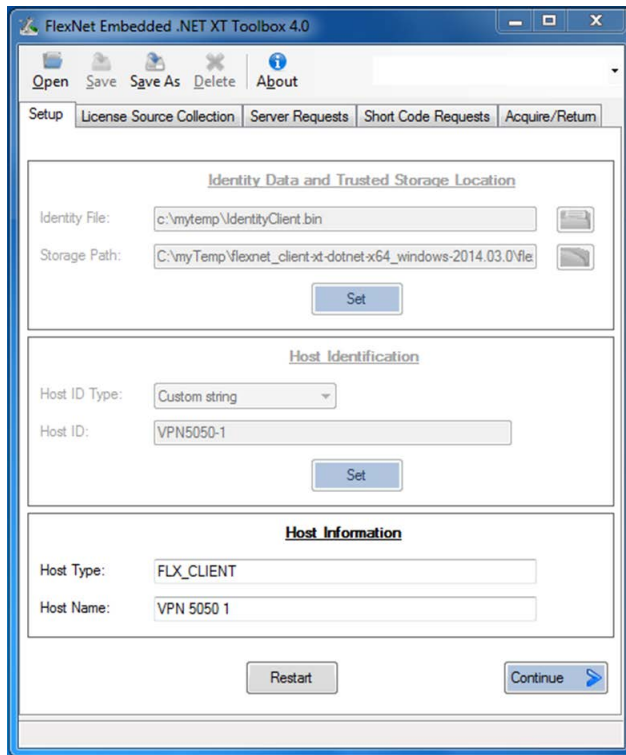 FlexNet Embedded .NET XT Toolbox 4.0
Open Save Save As Delete About
Setup License Source Collection Server Requests Short Code Requests Acquire/Return
Identity Data and Trusted Storage Location
Identity File: c:\mytemp\IdentityClient.bin
Storage Path: C:\myTemp\flexnet_client-xt-dotnet-x64_windows-2014.03.0\fle
Set
Host Identification
Host ID Type: Custom string
Host ID: VPN5050-1
Set
Host Information
Host Type: FLX_CLIENT
Host Name: VPN 5050 1
Restart Continue